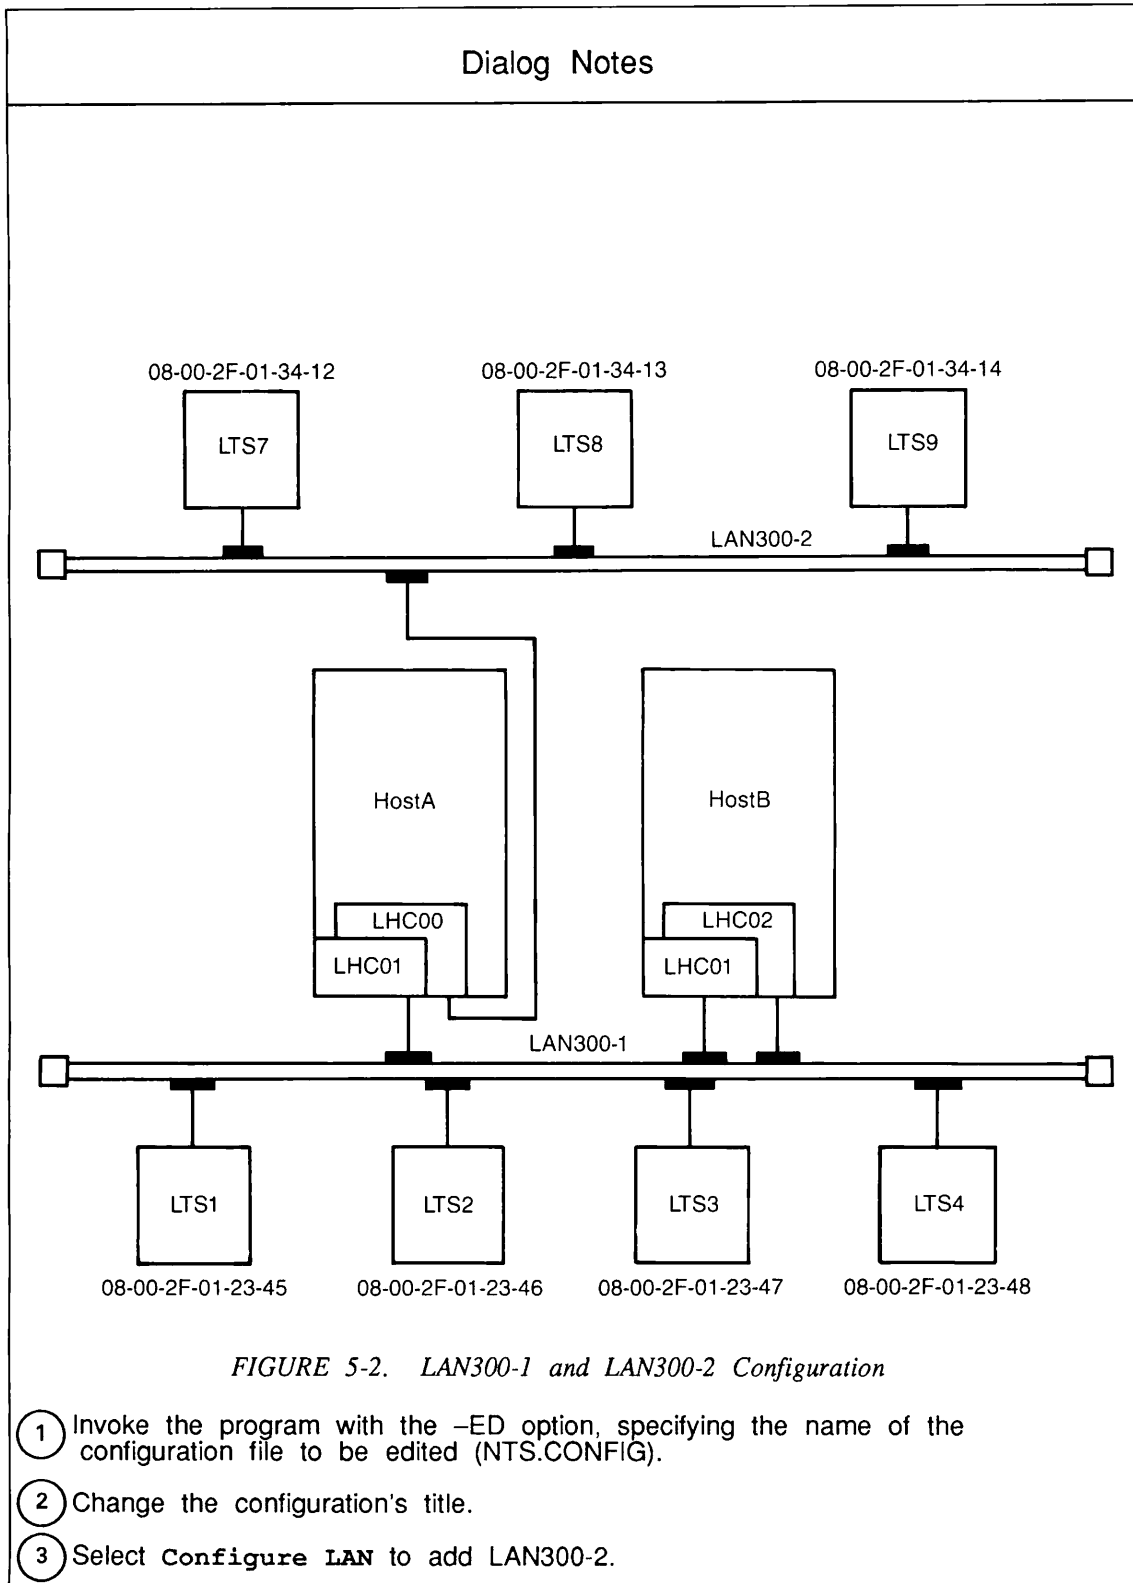 Dialog Notes
08-00-2F-01-34-12
08-00-2F-01-34-13
08-00-2F-01-34-14
LTS7
LTS8
LTS9
LAN300-2
HostA
HostB
LHC00
LHC02
LHC01
LHC01
LAN300-1
LTS1
LTS2
LTS3
LTS4
08-00-2F-01-23-45
08-00-2F-01-23-46
08-00-2F-01-23-47
08-00-2F-01-23-48
FIGURE 5-2. LAN300-1 and LAN300-2 Configuration
1 Invoke the program with the –ED option, specifying the name of the
configuration file to be edited (NTS.CONFIG).
2 Change the configuration's title.
3 Select Configure LAN to add LAN300-2.